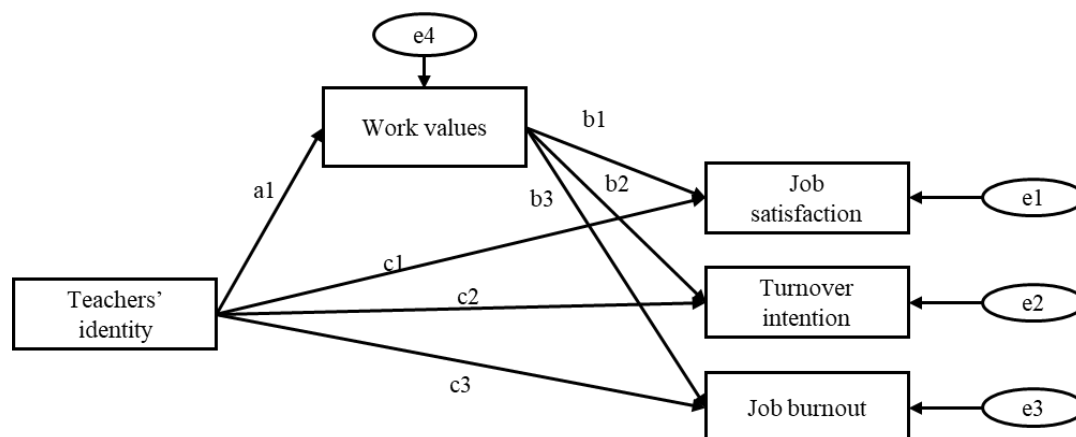 e4
Work values
b1
b2
b3
a1
Job
satisfaction
e1
c1
Teachers’
identity
c2
Turnover
intention
e2
c3
Job burnout
e3